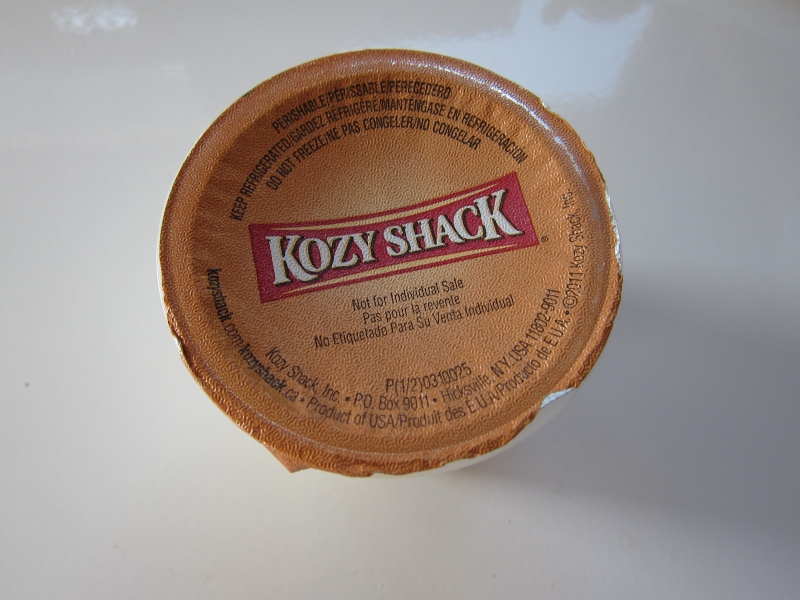 PERISHABLE/PÉRISSABLE/PERECEDERO
KEEP REFRIGERATED/GARDEZ RÉFRIGÉRÉ/MANTÉNGASE EN REFRIGERACIÓN
DO NOT FREEZE/NE PAS CONGELER/NO CONGELAR
KOZY SHACK®
Not for Individual Sale
Pas pour la revente
No Etiquetado Para Su Venta Individual
P(1/2)0310025
Kozy Shack, Inc. • P.O. Box 9011 • Hicksville, N.Y. USA 11802-9011
kozyshack.com kozyshack.ca • Product of USA/Produit des E.U.A/Producto de E.U.A. • ©2011 Kozy Shack, Inc.